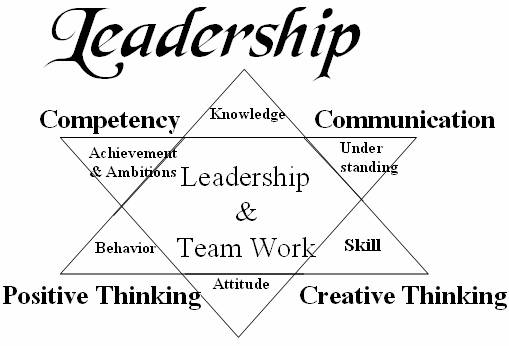 Leadership
Knowledge
Competency
Communication
Achievement
& Ambitions
Under
standing
Leadership
&
Team Work
Behavior
Skill
Attitude
Positive Thinking
Creative Thinking